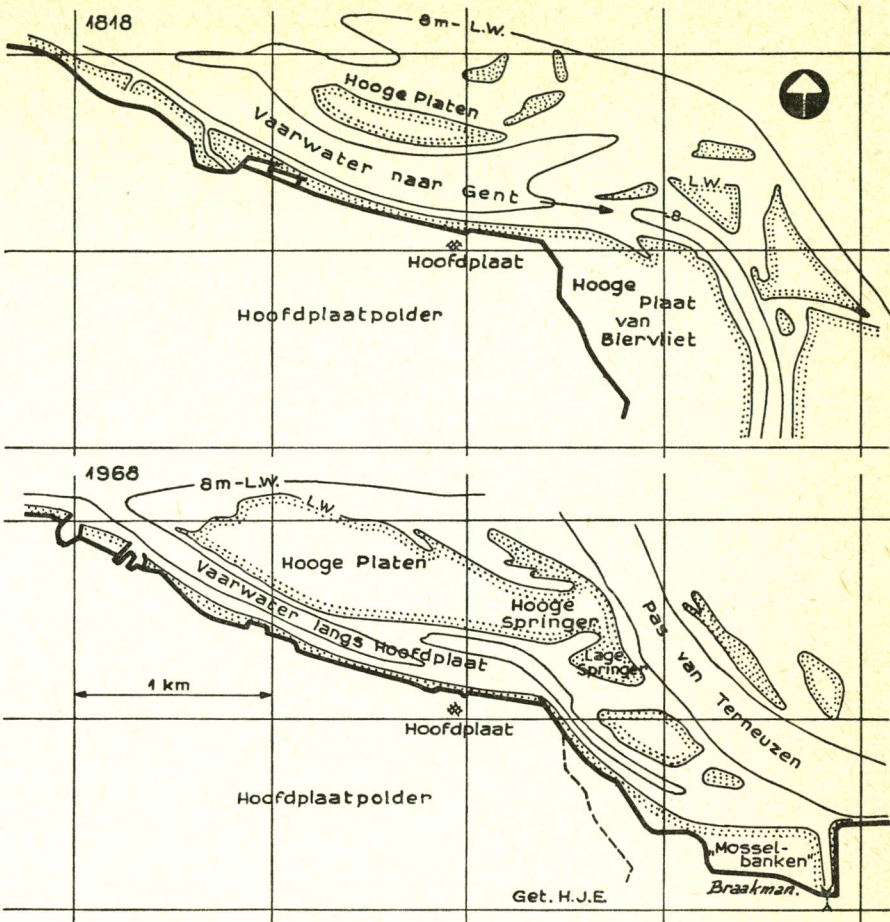 1818
8m-L.W.
Hooge Platen
Vaarwater naar Gent
L.W.
-8-
Hoofdplaat
Hooge
Plaat
van
Biervliet
Hoofdplaatpolder
1968
8m-L.W.
L.W.
Hooge Platen
Hooge
Springer
Vaarwater langs Hoofdplaat
Lage
Springer
Pas van Terneuzen
1 km
Hoofdplaat
Hoofdplaatpolder
"Mossel-
banken"
Braakman.
Get. H.J.E.